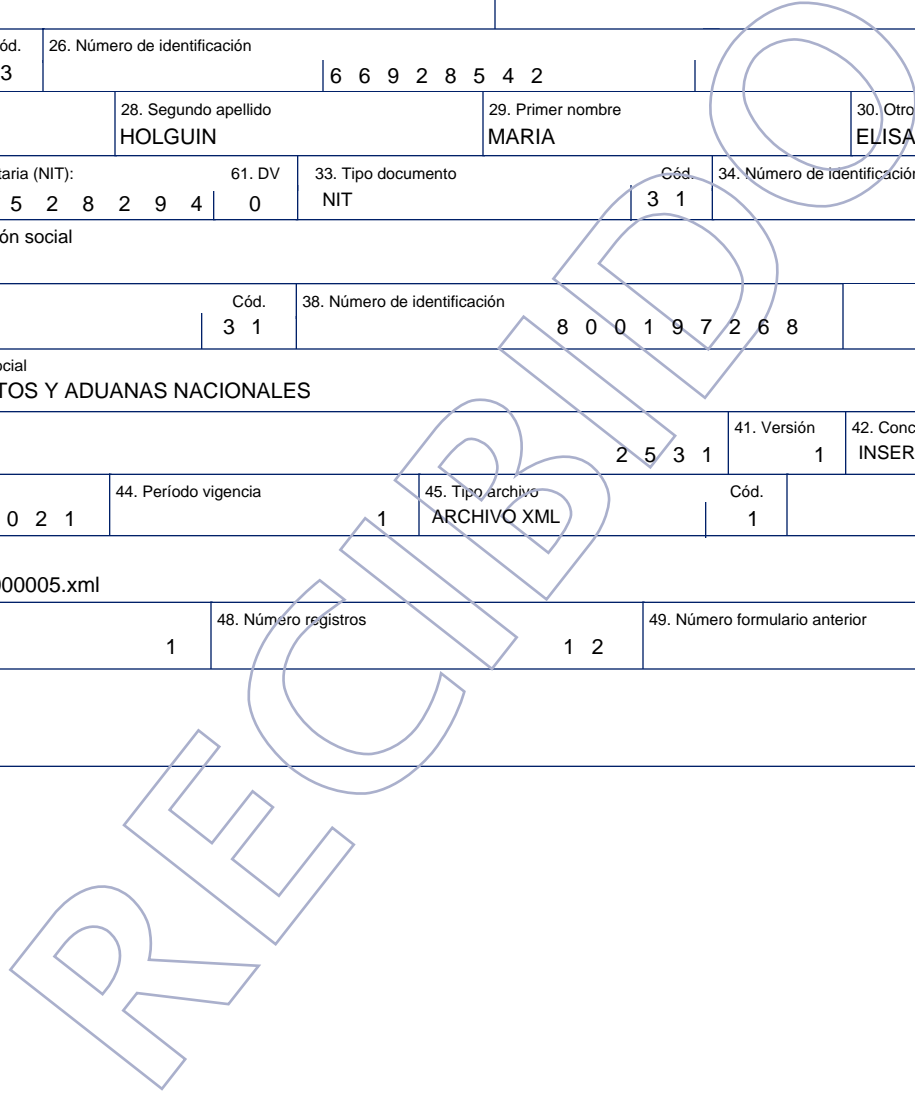 ód. 26. Número de identificación
3 6 6 9 2 8 5 4 2
28. Segundo apellido 29. Primer nombre 30. Otro
HOLGUIN MARIA ELISA
taria (NIT): 61. DV 33. Tipo documento Cód. 34. Número de identificación
5 2 8 2 9 4 0 NIT 3 1
ón social
Cód. 38. Número de identificación
3 1 8 0 0 1 9 7 2 6 8
ocial
TOS Y ADUANAS NACIONALES
41. Versión 42. Conc
2 5 3 1 1 INSER
44. Período vigencia 45. Tipo archivo Cód.
0 2 1 1 ARCHIVO XML 1
000005.xml
48. Número registros 49. Número formulario anterior
1 1 2
RECIBIDO